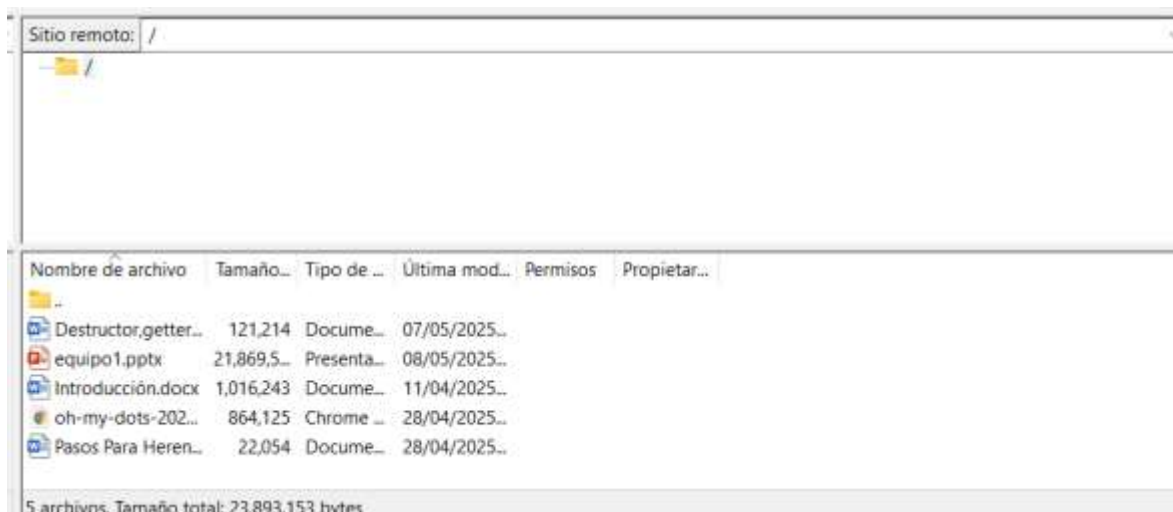 Sitio remoto: /
/
Nombre de archivo Tamaño... Tipo de ... Última mod... Permisos Propietar...
..
Destructor,getter... 121,214 Docume... 07/05/2025...
equipo1.pptx 21,869,5... Presenta... 08/05/2025...
Introducción.docx 1,016,243 Docume... 11/04/2025...
oh-my-dots-202... 864,125 Chrome ... 28/04/2025...
Pasos Para Heren... 22,054 Docume... 28/04/2025...
5 archivos. Tamaño total: 23,893,153 bytes